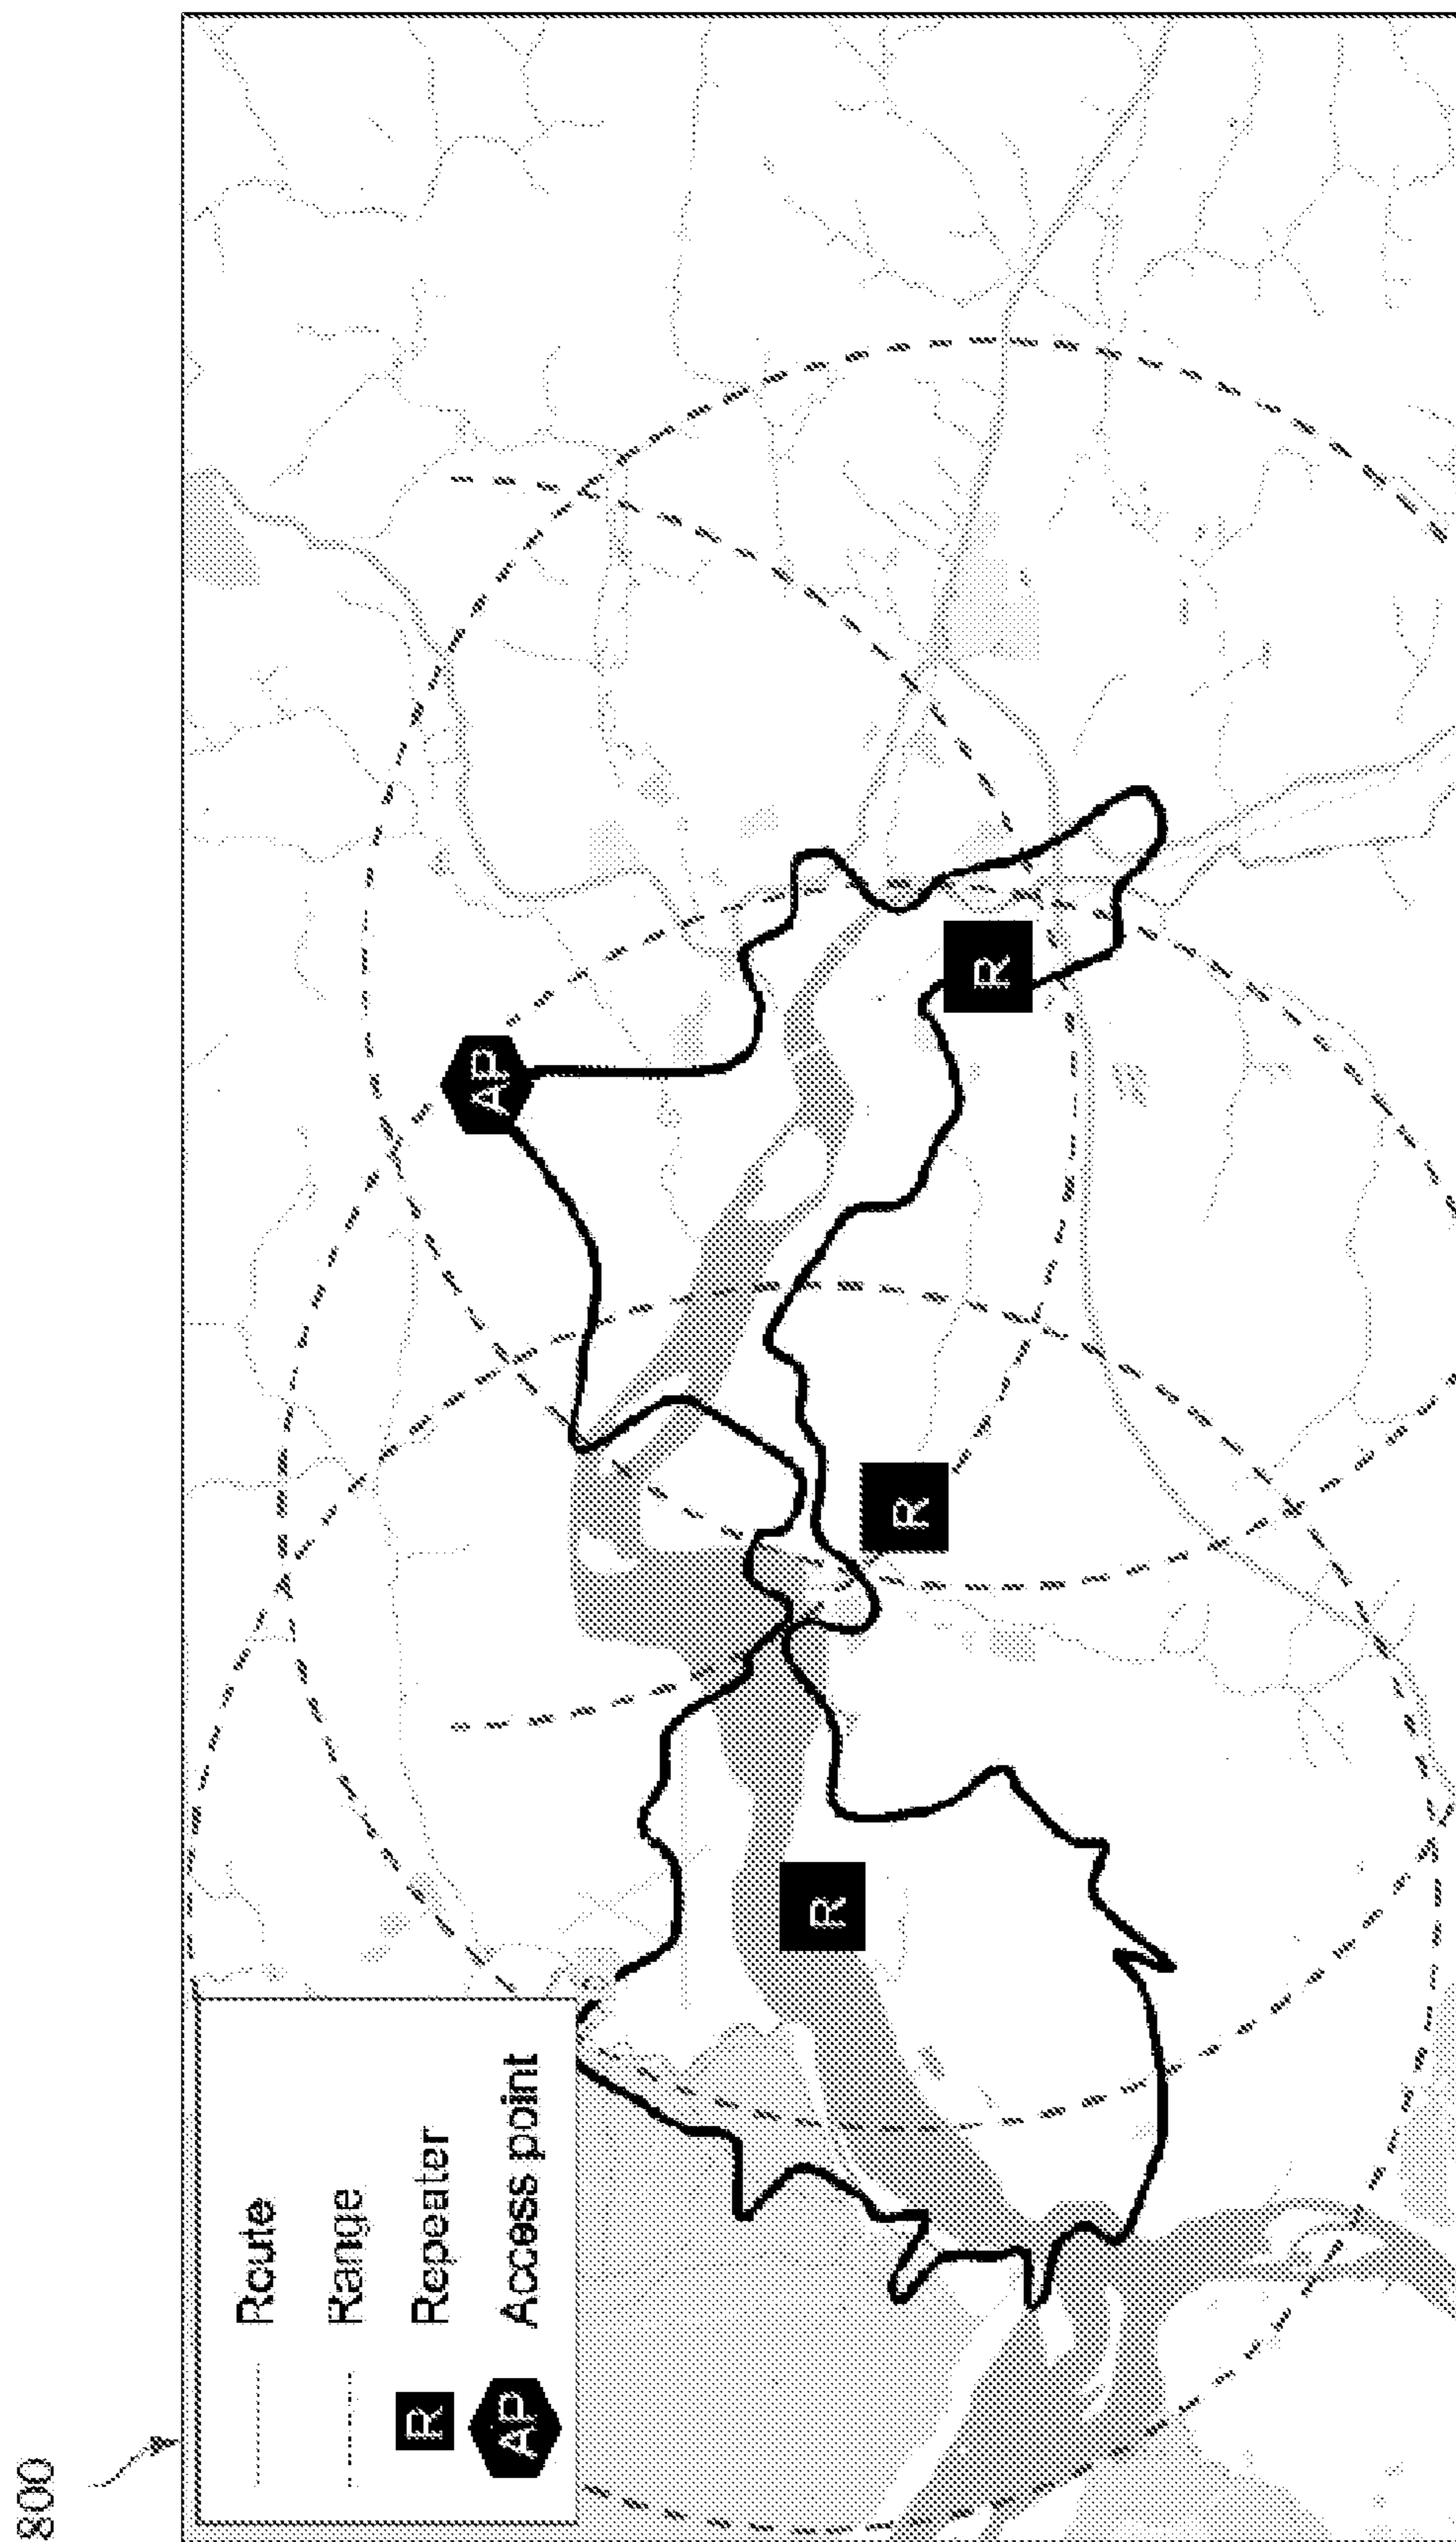 800
Route
Range
R Repeater
AP Access point
AP
R
R
R